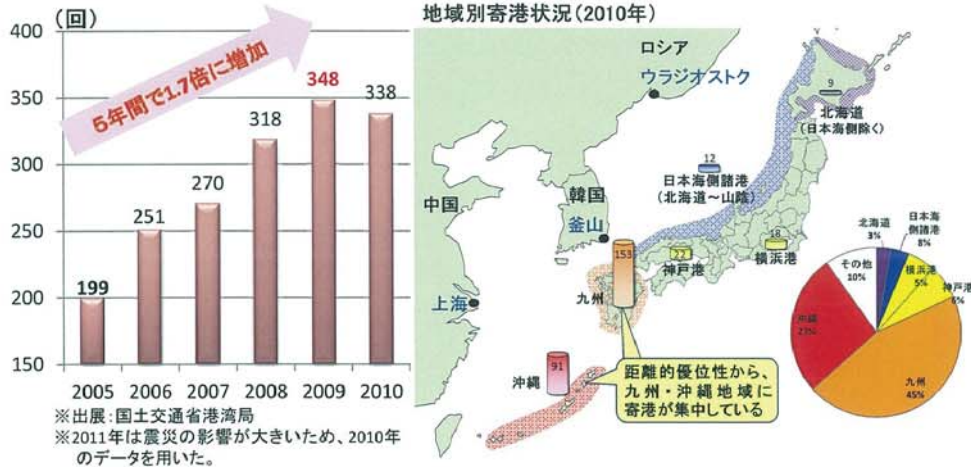 (回)
400
350
300
250
200
150
5年間で1.7倍に増加
199
251
270
318
348
338
2005 2006 2007 2008 2009 2010
※出展:国土交通省港湾局
※2011年は震災の影響が大きいため、2010年
のデータを用いた。
地域別寄港状況(2010年)
ロシア
ウラジオストク
9
北海道
(日本海側除く)
12
日本海側諸港
(北海道～山陰)
中国
韓国
釜山
上海
153
九州
22
神戸港
18
横浜港
91
沖縄
距離的優位性から、
九州・沖縄地域に
寄港が集中している
北海道
3%
日本海
側諸港
8%
横浜港
5%
神戸港
6%
九州
45%
沖縄
23%
その他
10%